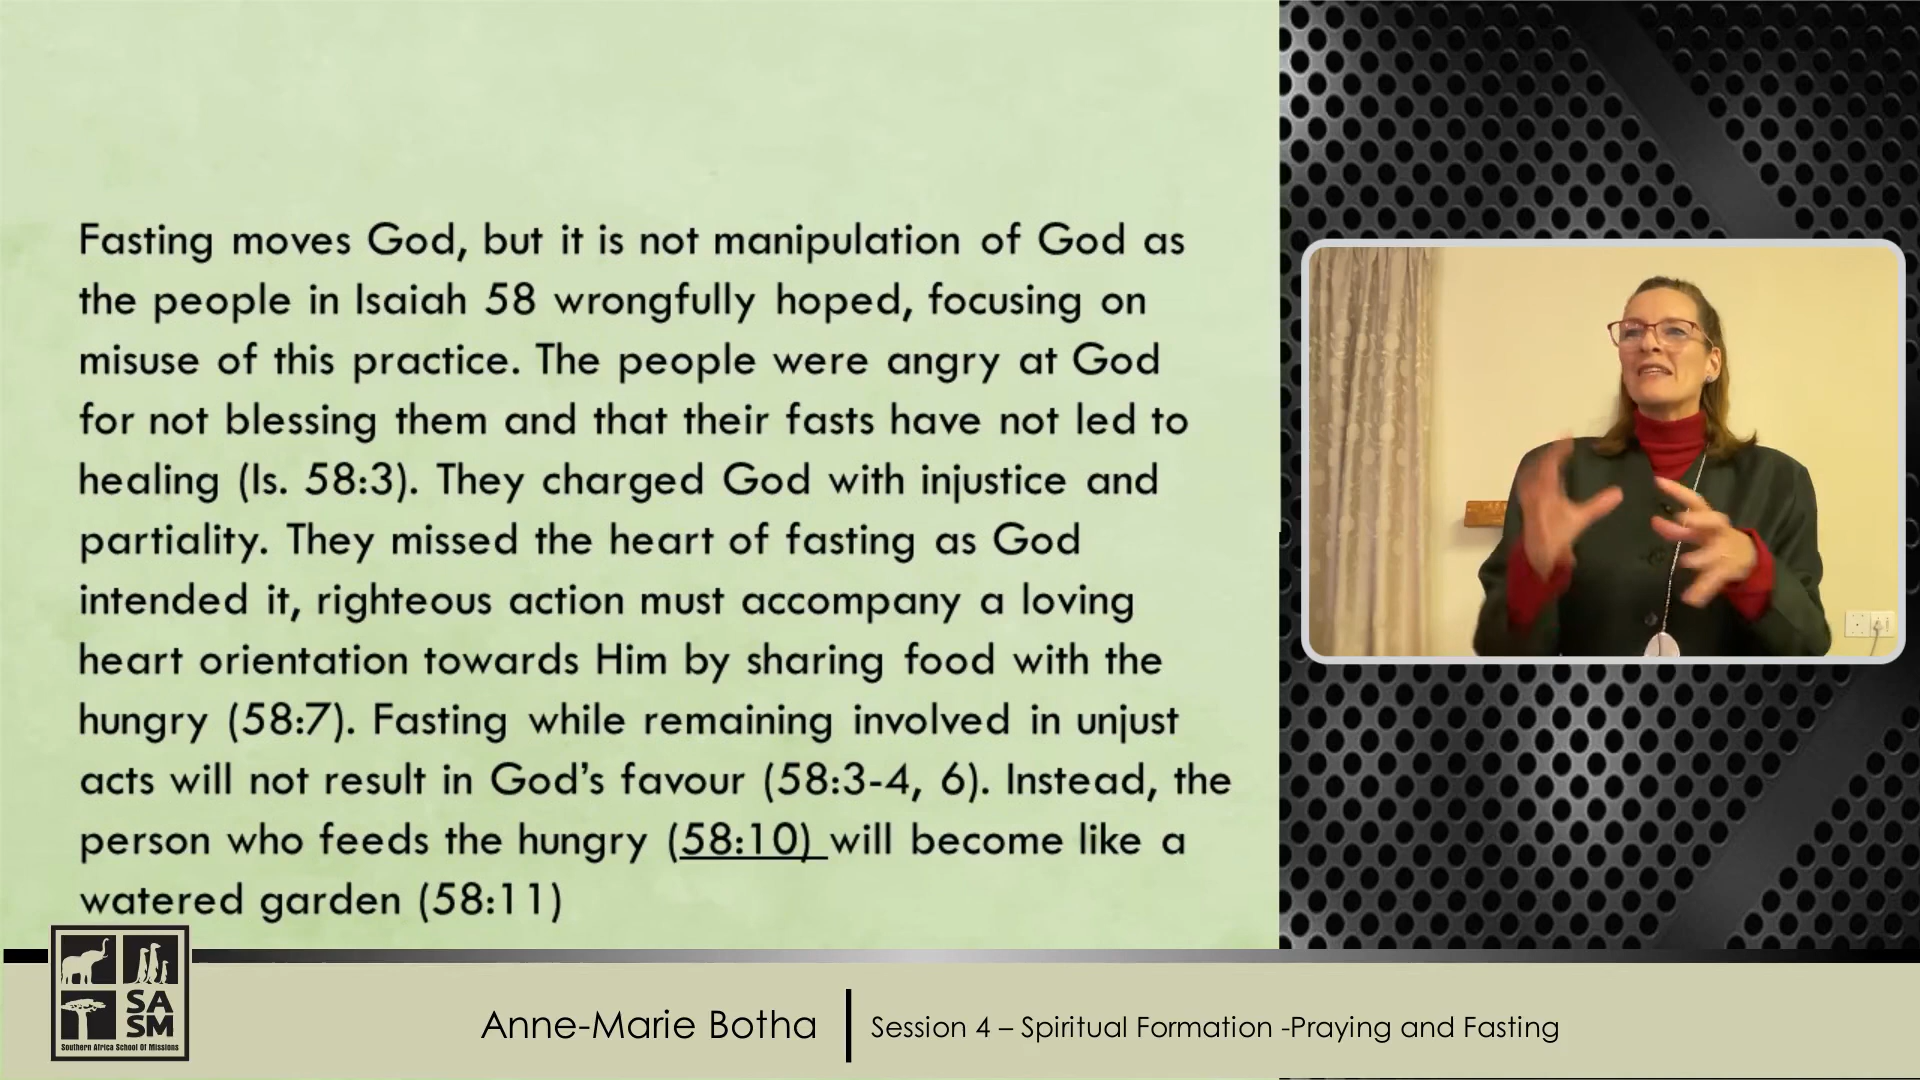 Fasting moves God, but it is not manipulation of God as
the people in Isaiah 58 wrongfully hoped, focusing on
misuse of this practice. The people were angry at God
for not blessing them and that their fasts have not led to
healing (Is. 58:3). They charged God with injustice and
partiality. They missed the heart of fasting as God
intended it, righteous action must accompany a loving
heart orientation towards Him by sharing food with the
hungry (58:7). Fasting while remaining involved in unjust
acts will not result in God’s favour (58:3-4, 6). Instead, the
person who feeds the hungry (58:10) will become like a
watered garden (58:11)
SA
SM
Southern Africa School Of Missions
Anne-Marie Botha
Session 4 – Spiritual Formation -Praying and Fasting